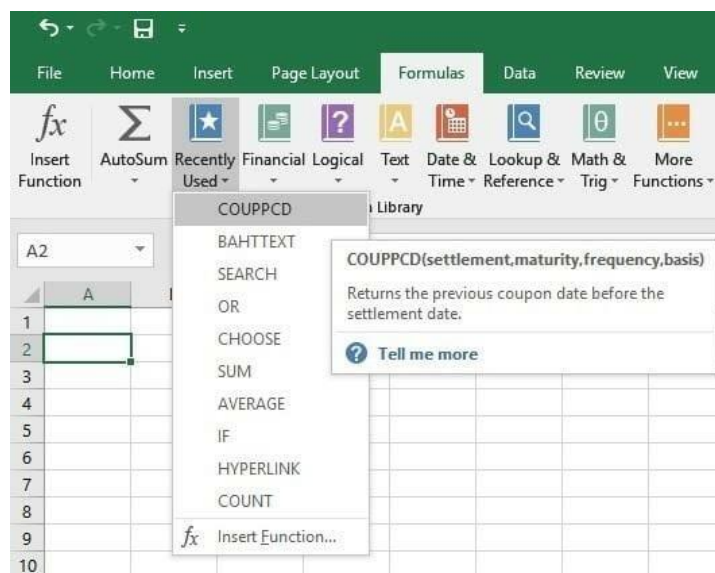 File Home Insert Page Layout Formulas Data Review View
fx Σ ? A θ
Insert Function AutoSum Recently Used Financial Logical Text Date & Time Lookup & Reference Math & Trig More Functions
Library
A2
COUPPCD
BAHTTEXT
SEARCH
OR
CHOOSE
SUM
AVERAGE
IF
HYPERLINK
COUNT
fx Insert Function...
COUPPCD(settlement,maturity,frequency,basis)
Returns the previous coupon date before the
settlement date.
? Tell me more
A
1
2
3
4
5
6
7
8
9
10